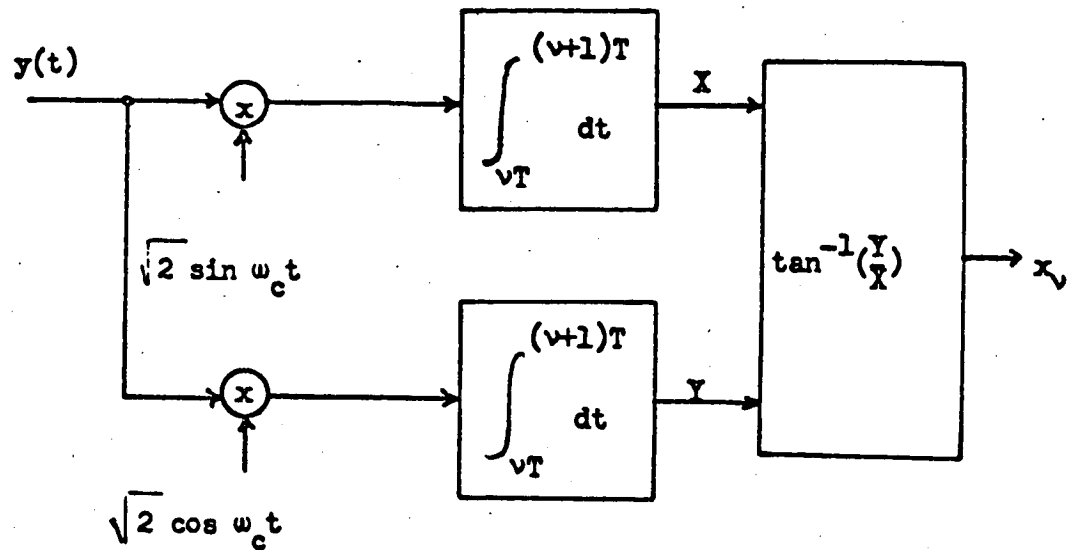 y(t)
x
∫
(ν+1)T
νT
dt
X
√2 sin ω_c t
tan⁻¹(Y/X)
x_ν
x
∫
(ν+1)T
νT
dt
Y
√2 cos ω_c t